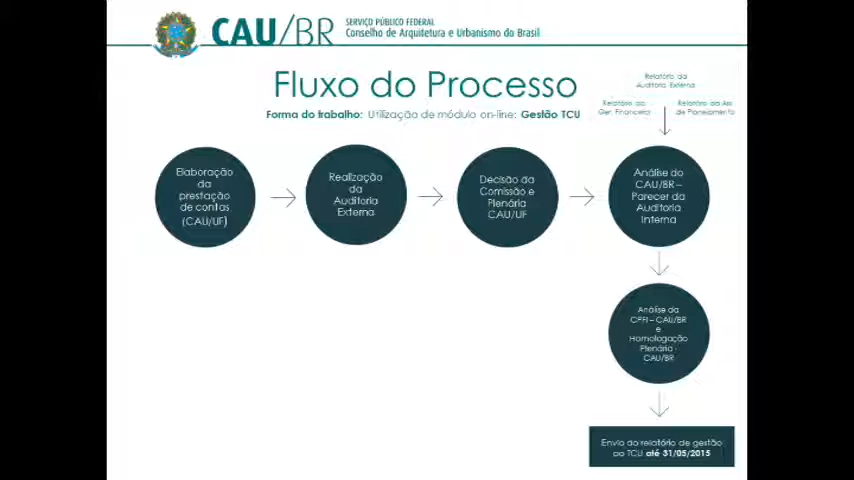 CAU/BR
SERVIÇO PÚBLICO FEDERAL
Conselho de Arquitetura e Urbanismo do Brasil
Fluxo do Processo
Forma do trabalho: Utilização de módulo on-line: Gestão TCU
Relatório da
Auditoria Externa
Relatório da
Ger. Financeira
Relatório da
de Planejamento
Elaboração
da
prestação
de contas
(CAU/UF)
Realização
da
Auditoria
Externa
Decisão da
Comissão e
Plenária
CAU/UF
Análise do
CAU/BR –
Parecer da
Auditoria
Interna
Análise da
CPFI – CAU/BR
e
Homologação
Plenária -
CAU/BR
Envio do relatório de gestão
ao TCU até 31/05/2015